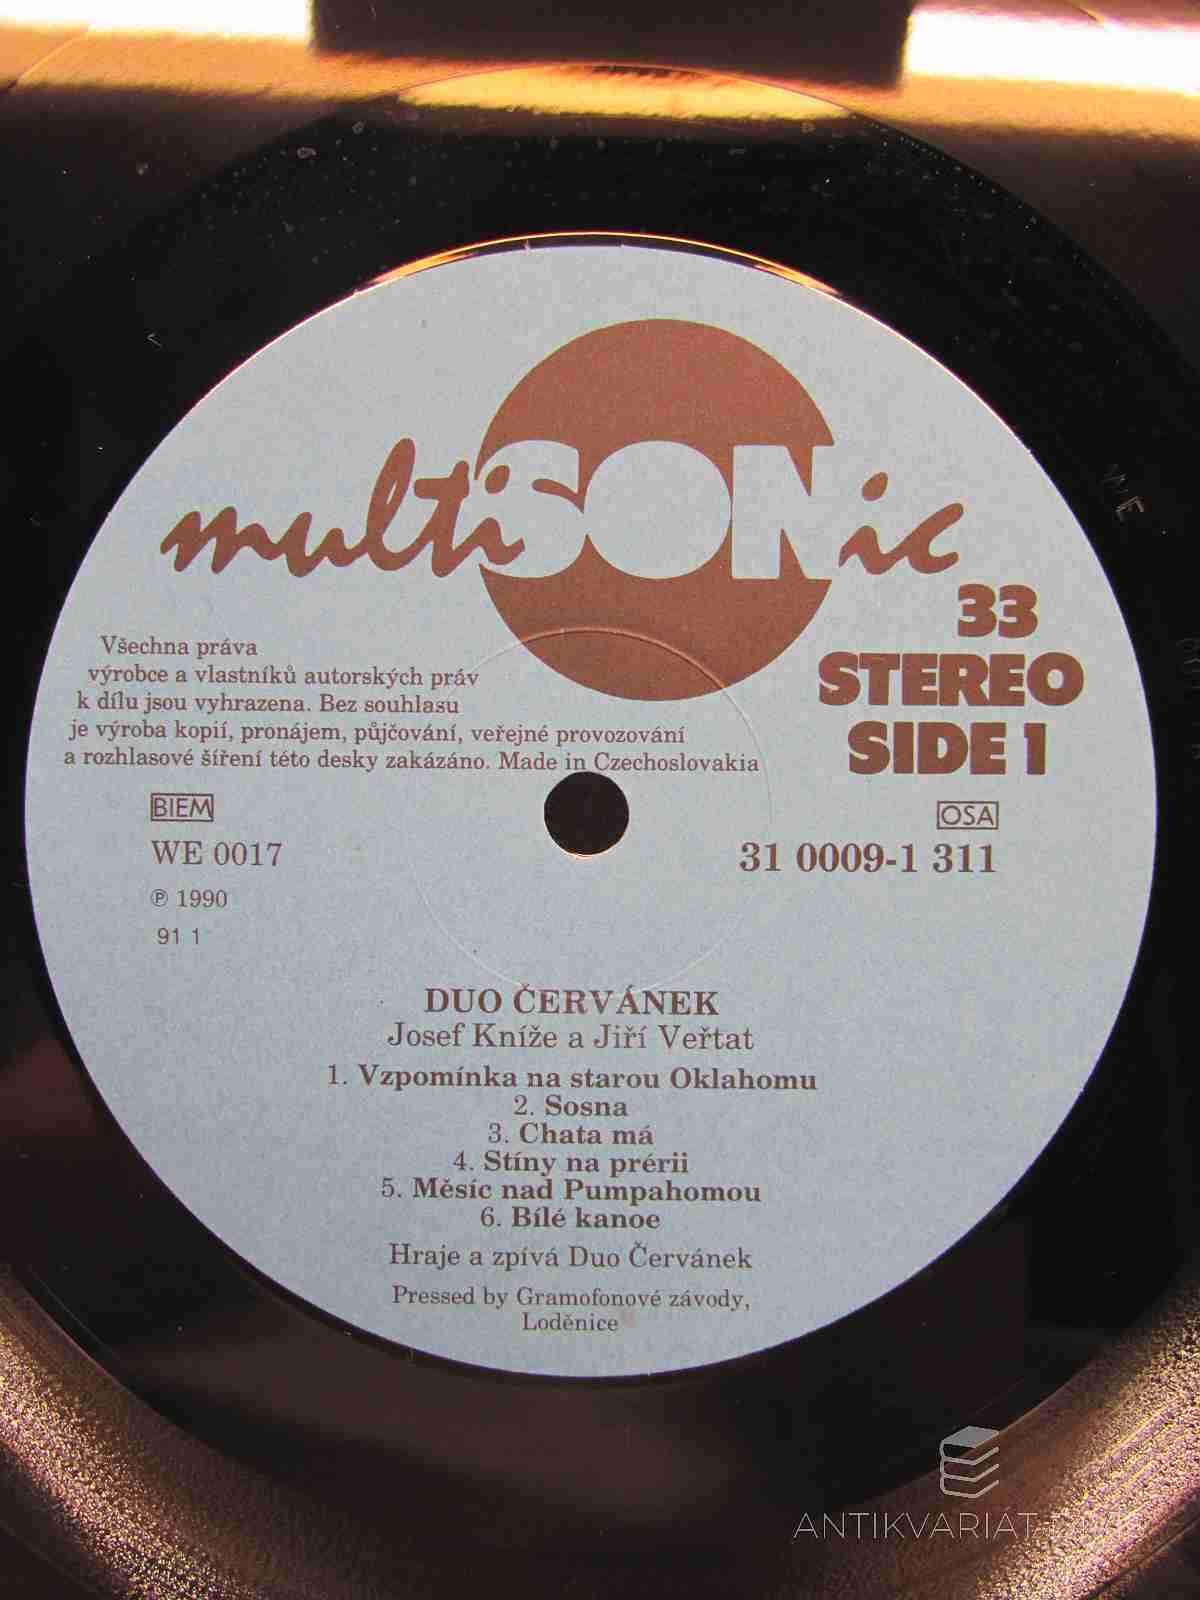 multiSONic
33
STEREO
SIDE 1
Všechna práva
výrobce a vlastníků autorských práv
k dílu jsou vyhrazena. Bez souhlasu
je výroba kopií, pronájem, půjčování, veřejné provozování
a rozhlasové šíření této desky zakázáno. Made in Czechoslovakia
BIEM
OSA
WE 0017
31 0009-1 311
℗ 1990
91 1
DUO ČERVÁNEK
Josef Kníže a Jiří Veřtat
1. Vzpomínka na starou Oklahomu
2. Sosna
3. Chata má
4. Stíny na prérii
5. Měsíc nad Pumpahomou
6. Bílé kanoe
Hraje a zpívá Duo Červánek
Pressed by Gramofonové závody,
Loděnice
WE
ANTIKVARIÁT